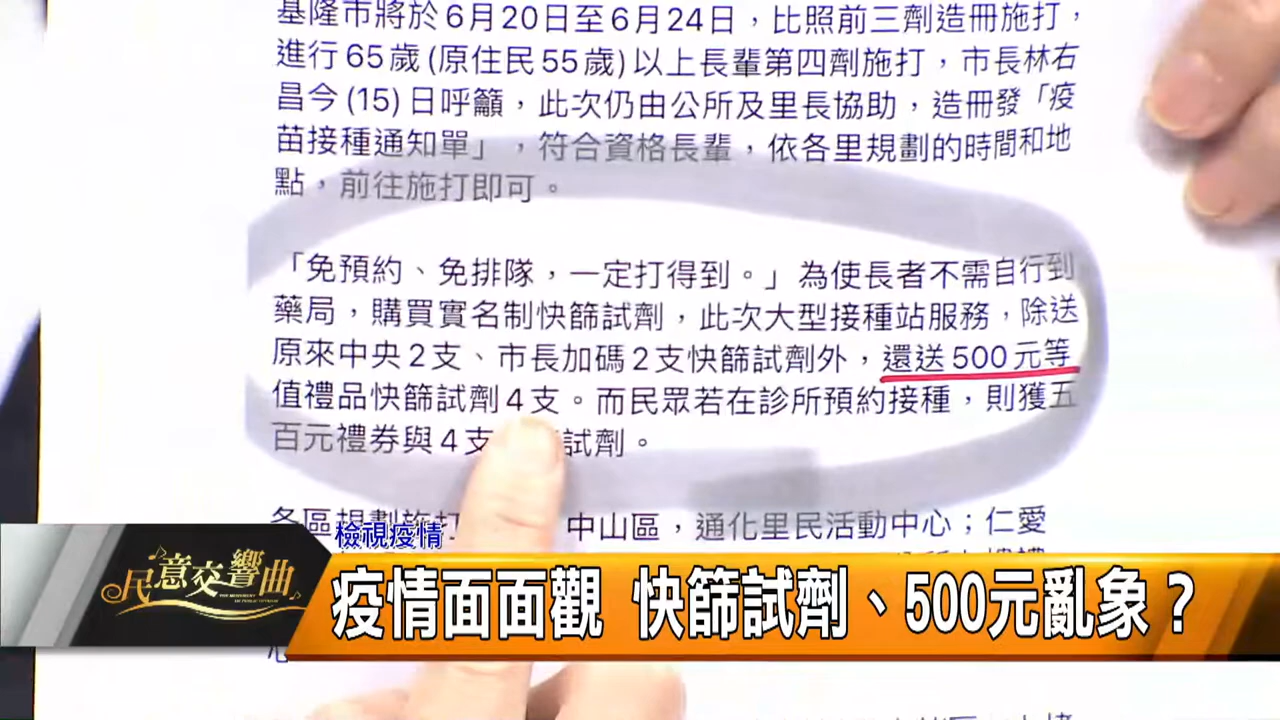 基隆市將於6月20日至6月24日，比照前三劑造冊施打，
進行65歲(原住民55歲)以上長輩第四劑施打，市長林右
昌今(15)日呼籲，此次仍由公所及里長協助，造冊發「疫
苗接種通知單」，符合資格長輩，依各里規劃的時間和地
點，前往施打即可。
「免預約、免排隊，一定打得到。」為使長者不需自行到
藥局，購買實名制快篩試劑，此次大型接種站服務，除送
原來中央2支、市長加碼2支快篩試劑外，還送500元等
值禮品快篩試劑4支。而民眾若在診所預約接種，則獲五
百元禮券與4支 試劑。
各區規劃施打 中山區，通化里民活動中心；仁愛
檢視疫情
民意交響曲
疫情面面觀 快篩試劑、500元亂象？
心